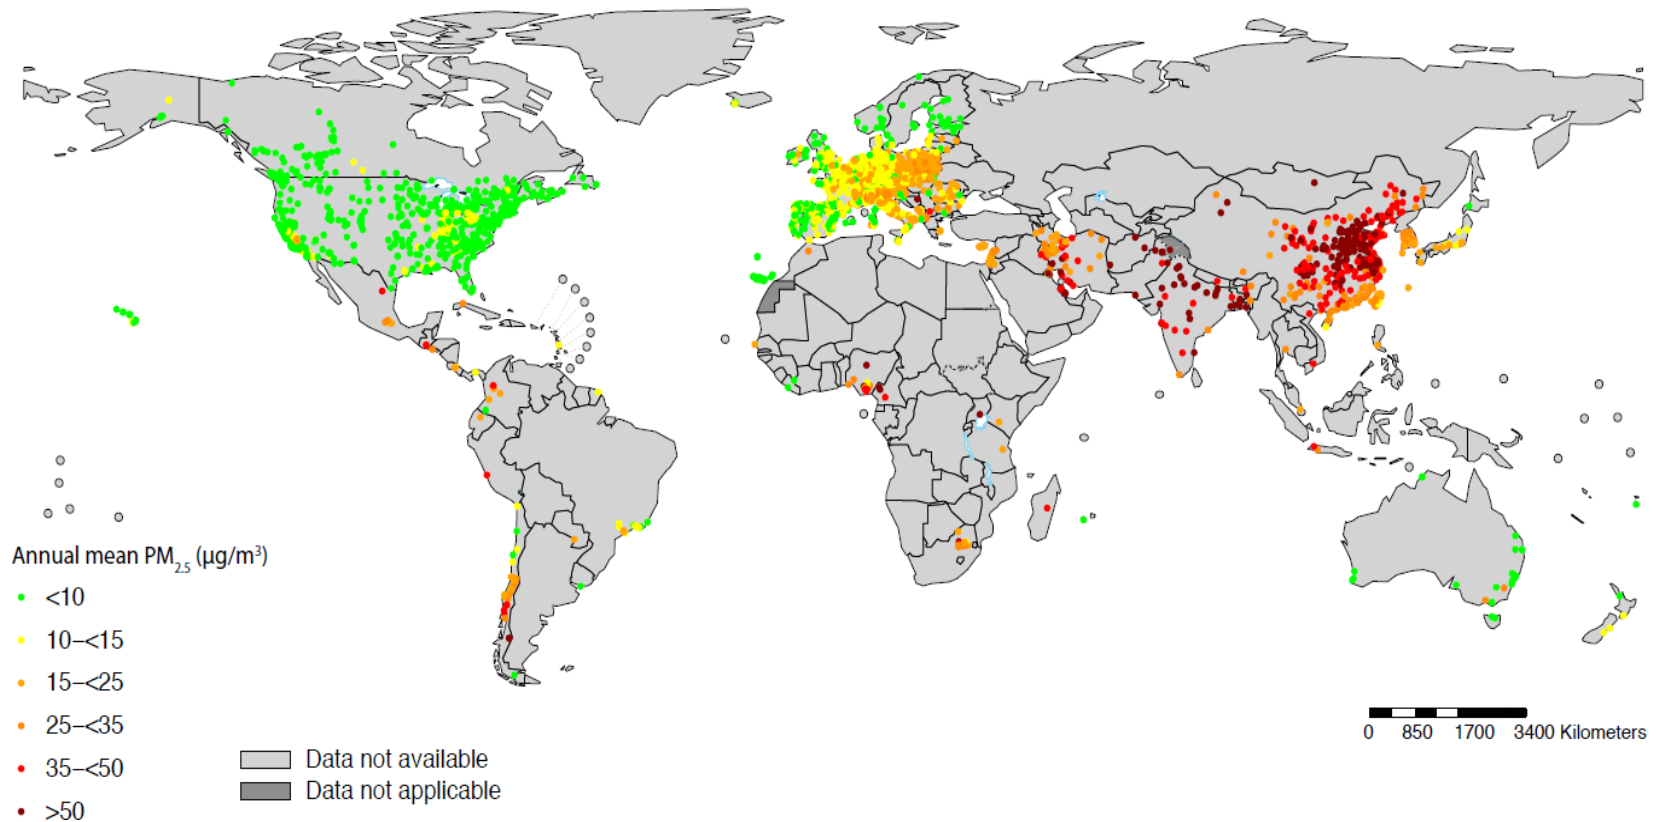 Annual mean PM2.5 (µg/m³)
<10
10–<15
15–<25
25–<35
35–<50
>50
Data not available
Data not applicable
0 850 1700 3400 Kilometers